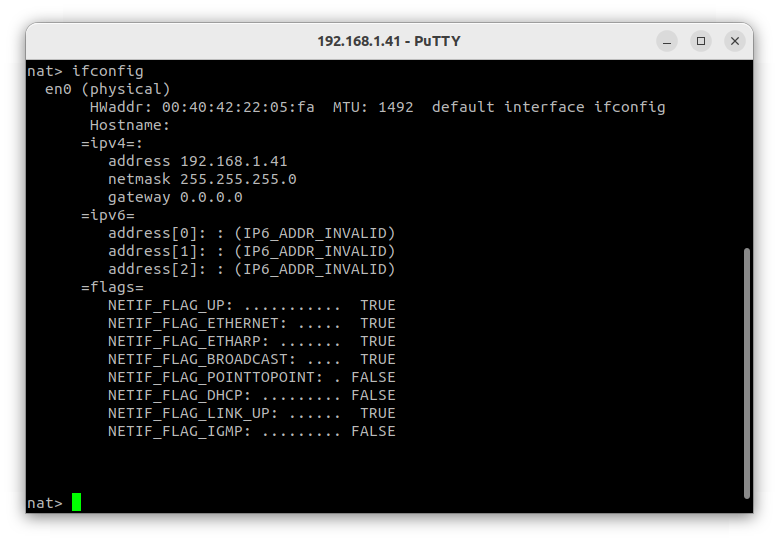 192.168.1.41 - PuTTY
nat> ifconfig
  en0 (physical)
       HWaddr: 00:40:42:22:05:fa  MTU: 1492  default interface ifconfig
       Hostname:
      =ipv4=:
         address 192.168.1.41
         netmask 255.255.255.0
         gateway 0.0.0.0
      =ipv6=
         address[0]: : (IP6_ADDR_INVALID)
         address[1]: : (IP6_ADDR_INVALID)
         address[2]: : (IP6_ADDR_INVALID)
      =flags=
         NETIF_FLAG_UP: ...........  TRUE
         NETIF_FLAG_ETHERNET: .....  TRUE
         NETIF_FLAG_ETHARP: .......  TRUE
         NETIF_FLAG_BROADCAST: ....  TRUE
         NETIF_FLAG_POINTTOPOINT: . FALSE
         NETIF_FLAG_DHCP: ......... FALSE
         NETIF_FLAG_LINK_UP: ......  TRUE
         NETIF_FLAG_IGMP: ......... FALSE
nat>